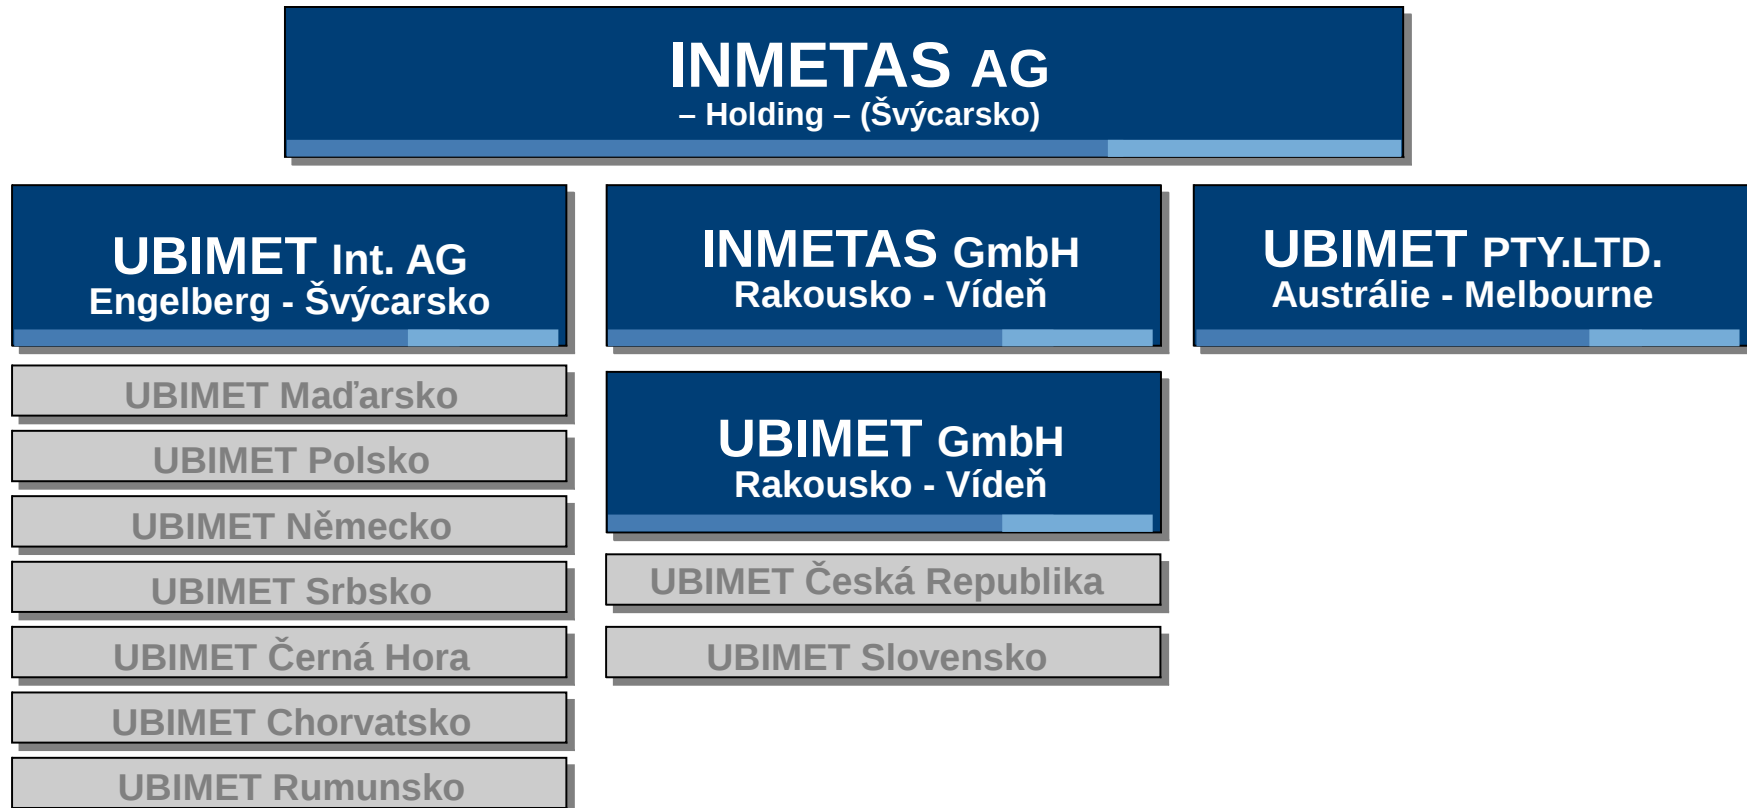 INMETAS AG
– Holding – (Švýcarsko)
UBIMET Int. AG
Engelberg - Švýcarsko
UBIMET Maďarsko
UBIMET Polsko
UBIMET Německo
UBIMET Srbsko
UBIMET Černá Hora
UBIMET Chorvatsko
UBIMET Rumunsko
INMETAS GmbH
Rakousko - Vídeň
UBIMET GmbH
Rakousko - Vídeň
UBIMET Česká Republika
UBIMET Slovensko
UBIMET PTY.LTD.
Austrálie - Melbourne